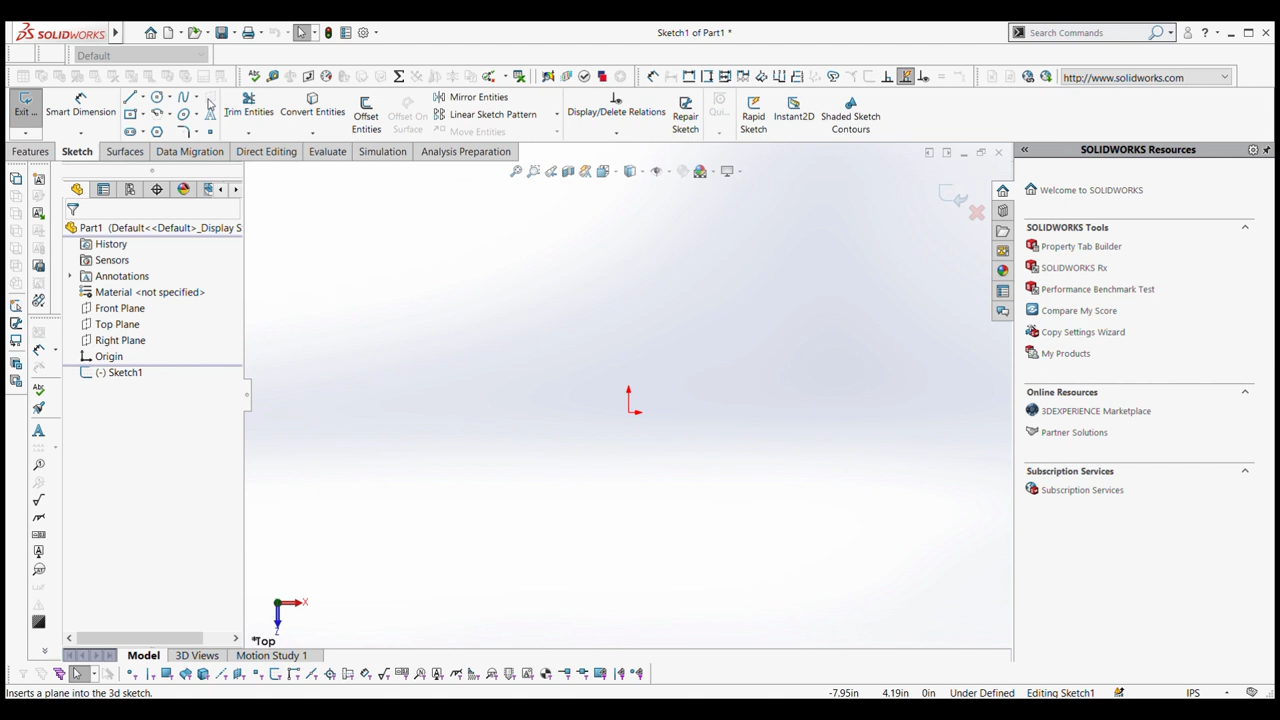 SOLIDWORKS
Sketch1 of Part1 *
Search Commands
Default
http://www.solidworks.com
Exit ...
Smart Dimension
Trim Entities
Convert Entities
Offset Entities
Offset On Surface
Mirror Entities
Linear Sketch Pattern
Move Entities
Display/Delete Relations
Repair Sketch
Qui...
Rapid Sketch
Instant2D
Shaded Sketch Contours
Features
Sketch
Surfaces
Data Migration
Direct Editing
Evaluate
Simulation
Analysis Preparation
Part1 (Default<<Default>_Display S
History
Sensors
Annotations
Material <not specified>
Front Plane
Top Plane
Right Plane
Origin
(-) Sketch1
X
Z
*Top
SOLIDWORKS Resources
Welcome to SOLIDWORKS
SOLIDWORKS Tools
Property Tab Builder
SOLIDWORKS Rx
Performance Benchmark Test
Compare My Score
Copy Settings Wizard
My Products
Online Resources
3DEXPERIENCE Marketplace
Partner Solutions
Subscription Services
Subscription Services
Model
3D Views
Motion Study 1
Inserts a plane into the 3d sketch.
-7.95in
4.19in
0in
Under Defined
Editing Sketch1
IPS